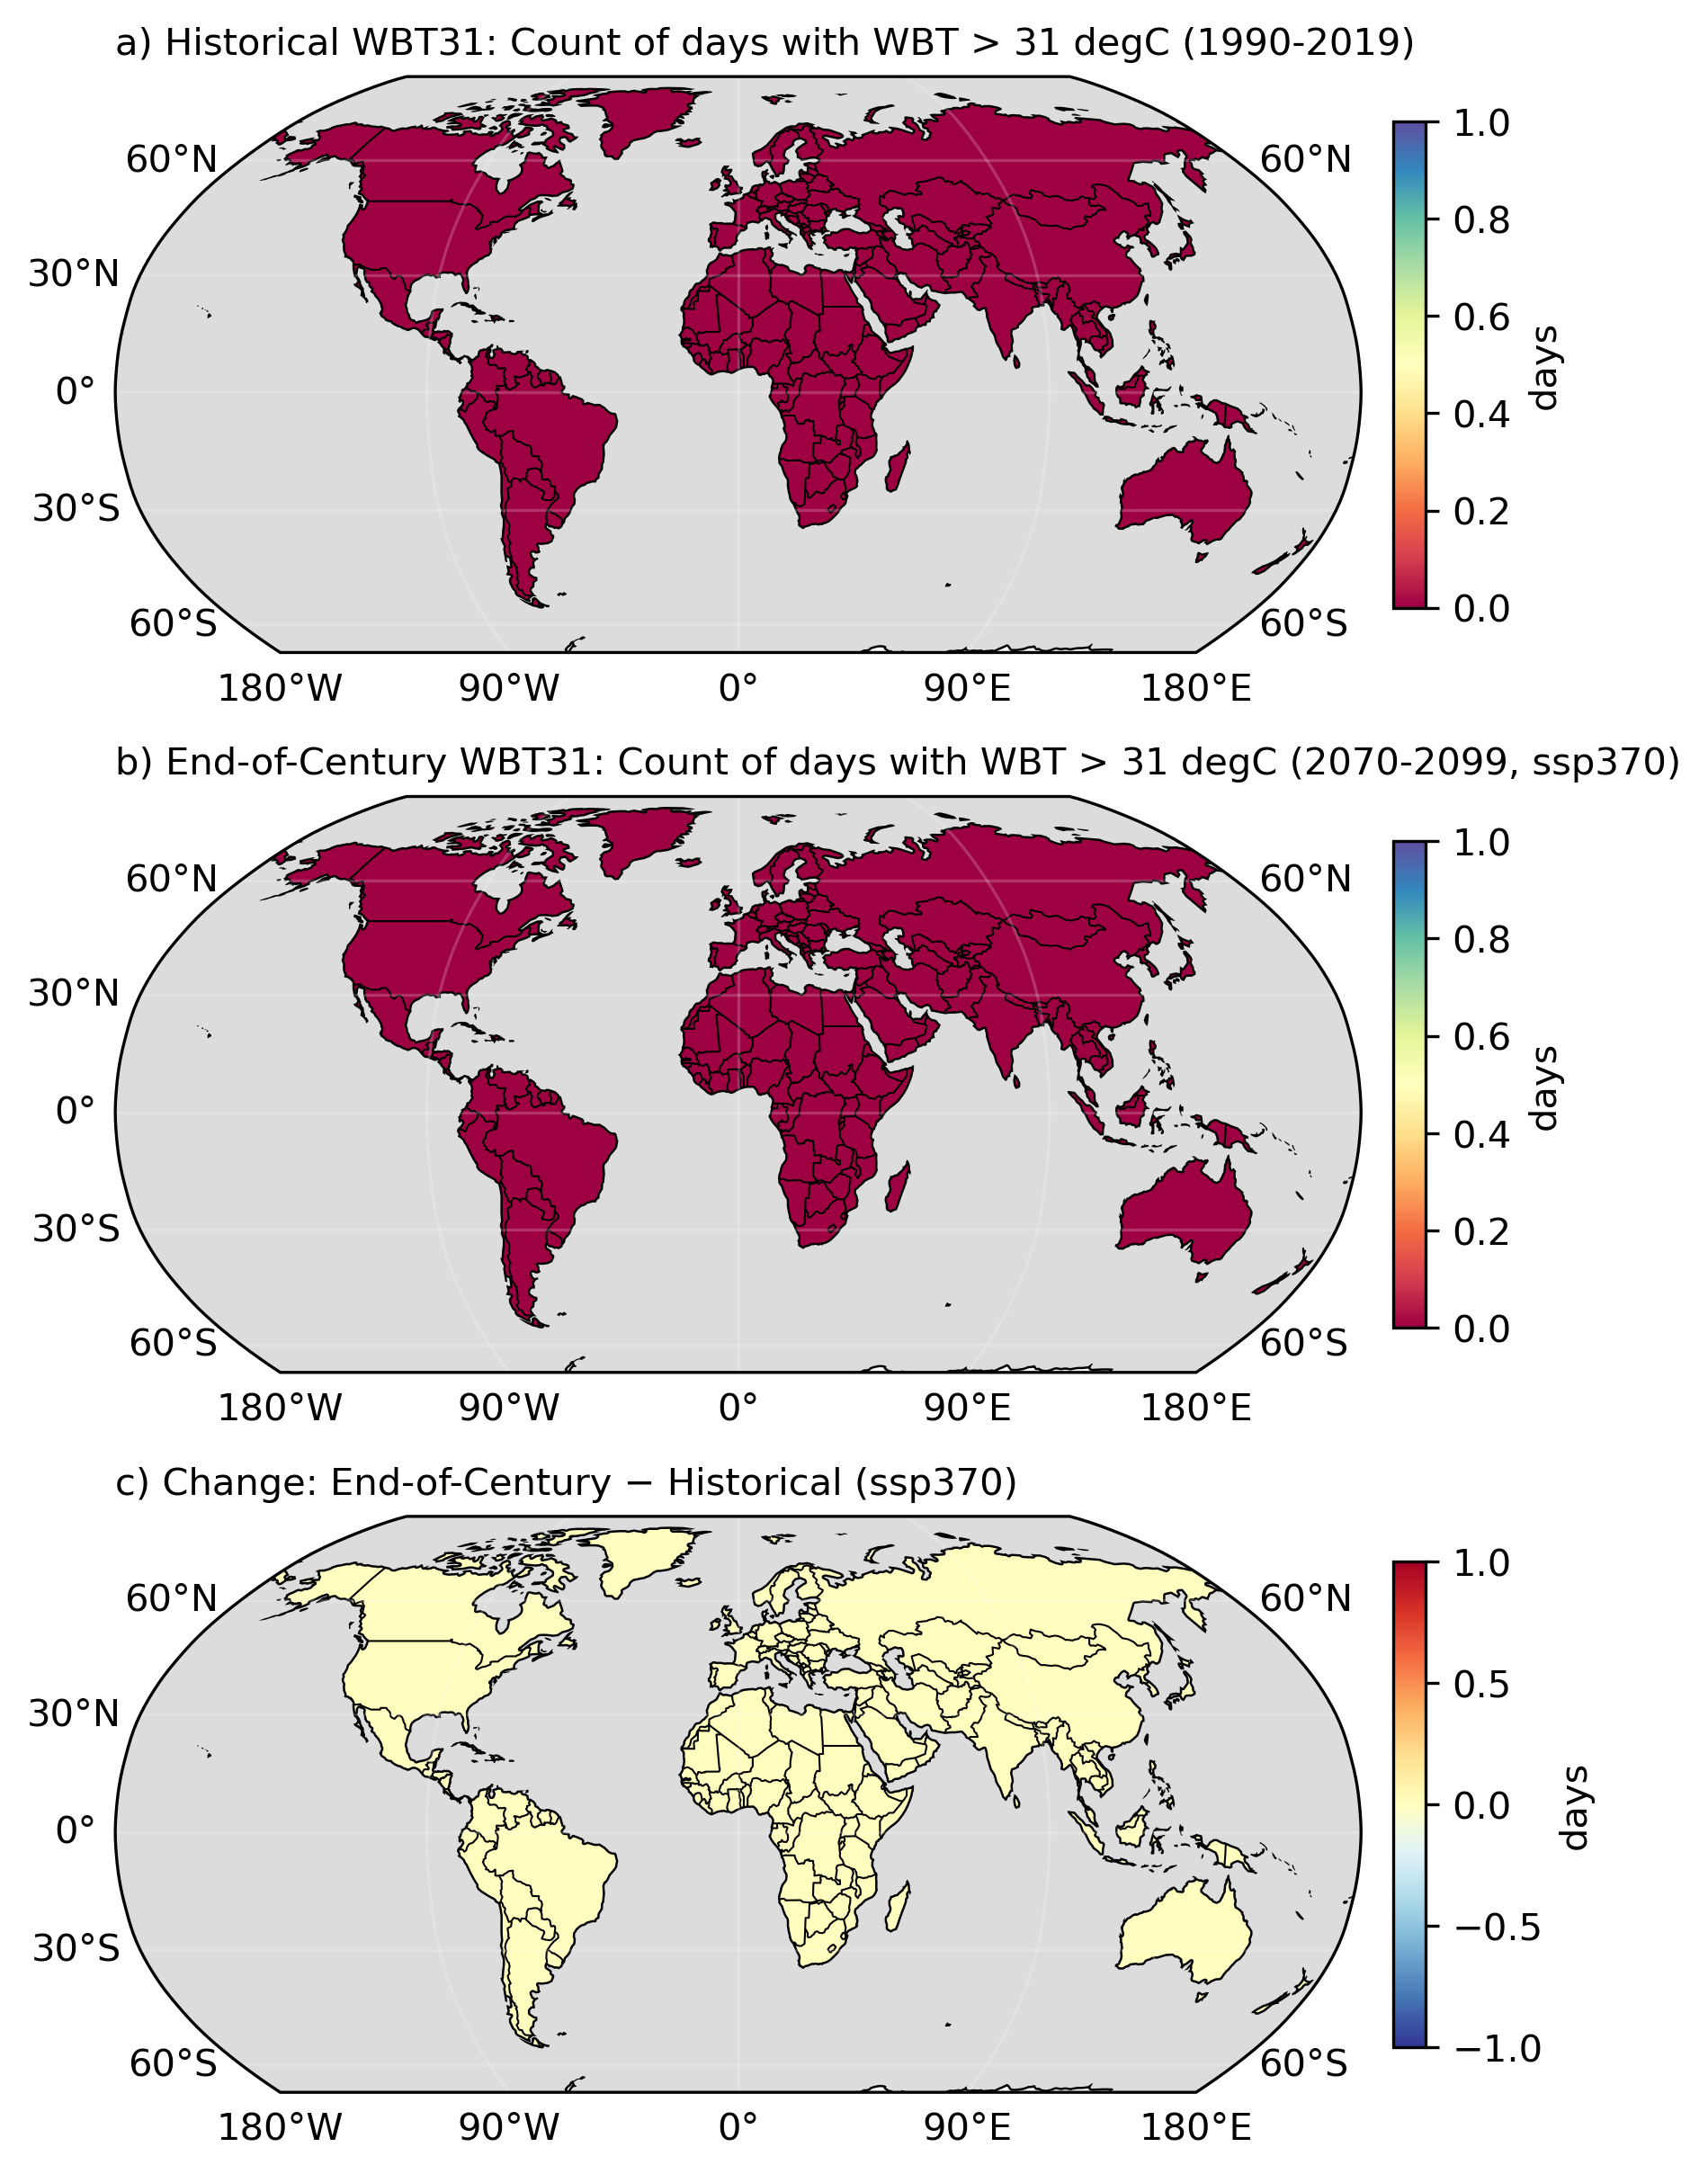 a) Historical WBT31: Count of days with WBT > 31 degC (1990-2019)
60°N
60°N
30°N
0°
30°S
60°S
60°S
180°W 90°W 0° 90°E 180°E
1.0
0.8
0.6
0.4
0.2
0.0
days
b) End-of-Century WBT31: Count of days with WBT > 31 degC (2070-2099, ssp370)
60°N
60°N
30°N
0°
30°S
60°S
60°S
180°W 90°W 0° 90°E 180°E
1.0
0.8
0.6
0.4
0.2
0.0
days
c) Change: End-of-Century − Historical (ssp370)
60°N
60°N
30°N
0°
30°S
60°S
60°S
180°W 90°W 0° 90°E 180°E
1.0
0.5
0.0
−0.5
−1.0
days